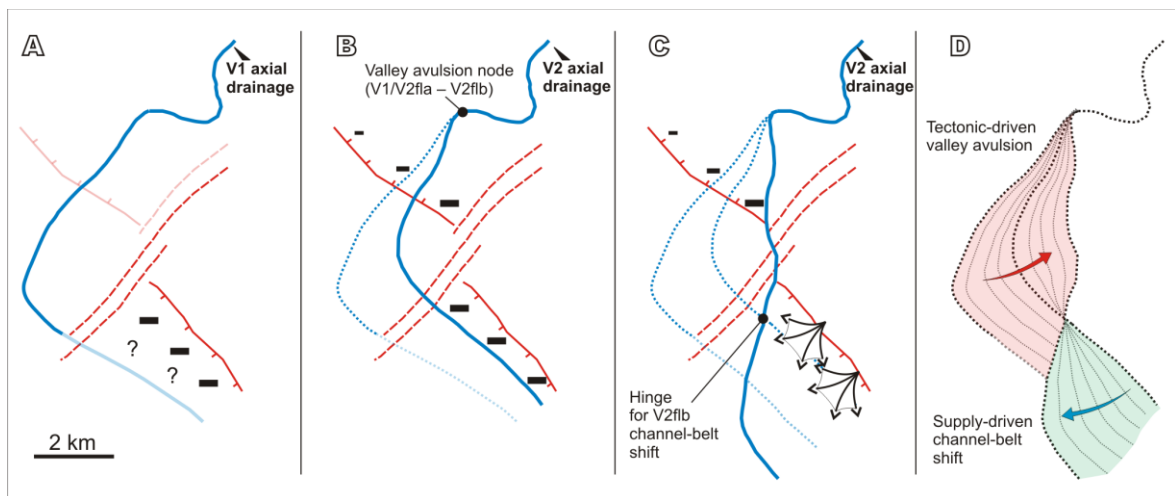 A
V1 axial
drainage
?
?
2 km
B
Valley avulsion node
(V1/V2fla – V2flb)
V2 axial
drainage
C
V2 axial
drainage
Hinge
for V2flb
channel-belt
shift
D
Tectonic-driven
valley avulsion
Supply-driven
channel-belt
shift